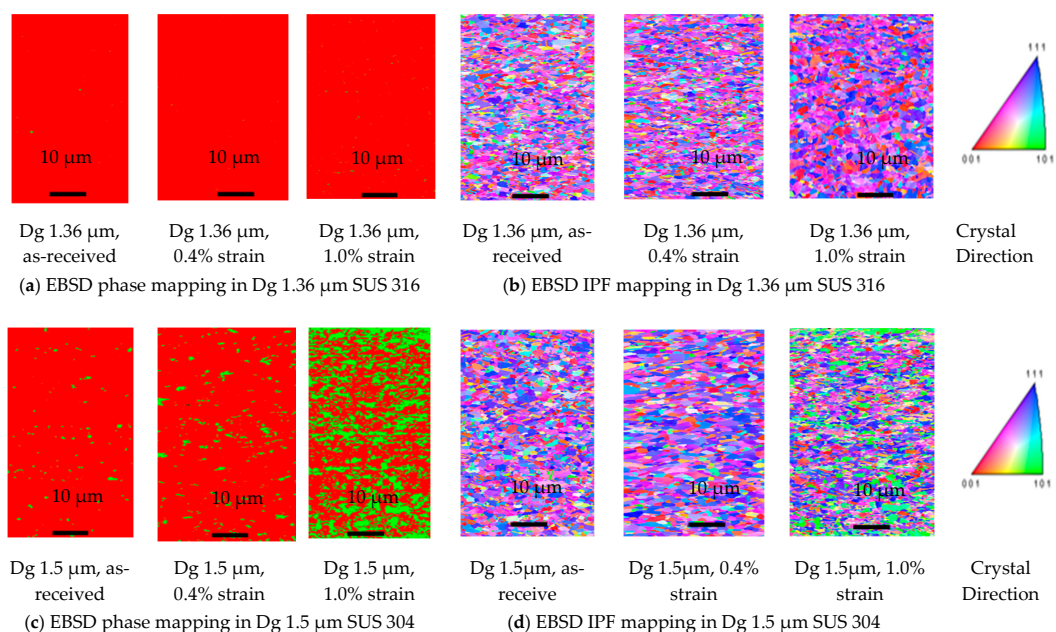 111
10 μm 10 μm 10 μm 10 μm 10 μm 10 μm
001 101
Dg 1.36 μm, as-received
Dg 1.36 μm, 0.4% strain
Dg 1.36 μm, 1.0% strain
Dg 1.36 μm, as-
received
Dg 1.36 μm,
0.4% strain
Dg 1.36 μm,
1.0% strain
Crystal
Direction
(a) EBSD phase mapping in Dg 1.36 μm SUS 316
(b) EBSD IPF mapping in Dg 1.36 μm SUS 316
111
10 μm 10 μm 10 μm 10 μm 10 μm 10 μm
001 101
Dg 1.5 μm, as-
received
Dg 1.5 μm,
0.4% strain
Dg 1.5 μm,
1.0% strain
Dg 1.5μm, as-
receive
Dg 1.5μm, 0.4%
strain
Dg 1.5μm, 1.0%
strain
Crystal
Direction
(c) EBSD phase mapping in Dg 1.5 μm SUS 304
(d) EBSD IPF mapping in Dg 1.5 μm SUS 304